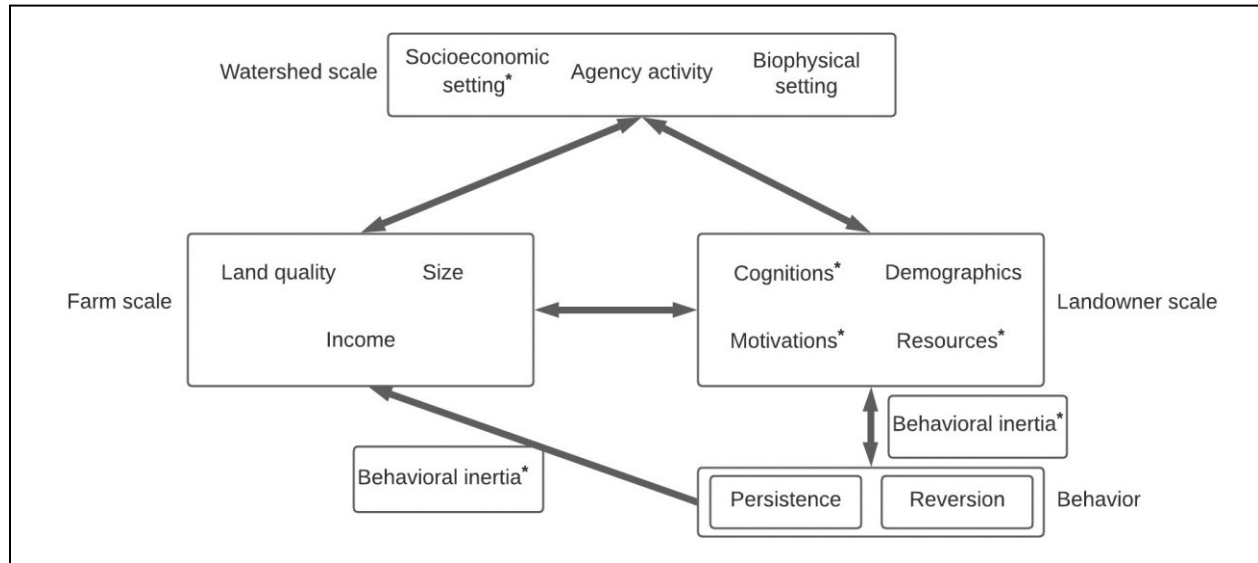 Watershed scale
Socioeconomic
setting*
Agency activity
Biophysical
setting
Farm scale
Land quality
Size
Income
Cognitions*
Demographics
Motivations*
Resources*
Landowner scale
Behavioral inertia*
Behavioral inertia*
Persistence
Reversion
Behavior